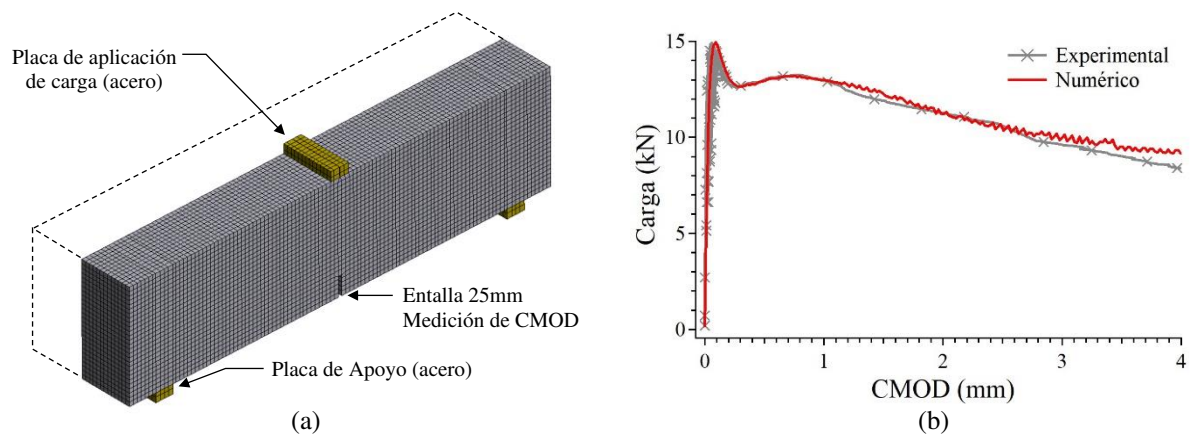 Placa de aplicación
de carga (acero)
Entalla 25mm
Medición de CMOD
Placa de Apoyo (acero)
(a)
15
10
5
0
Carga (kN)
Experimental
Numérico
0 1 2 3 4
CMOD (mm)
(b)